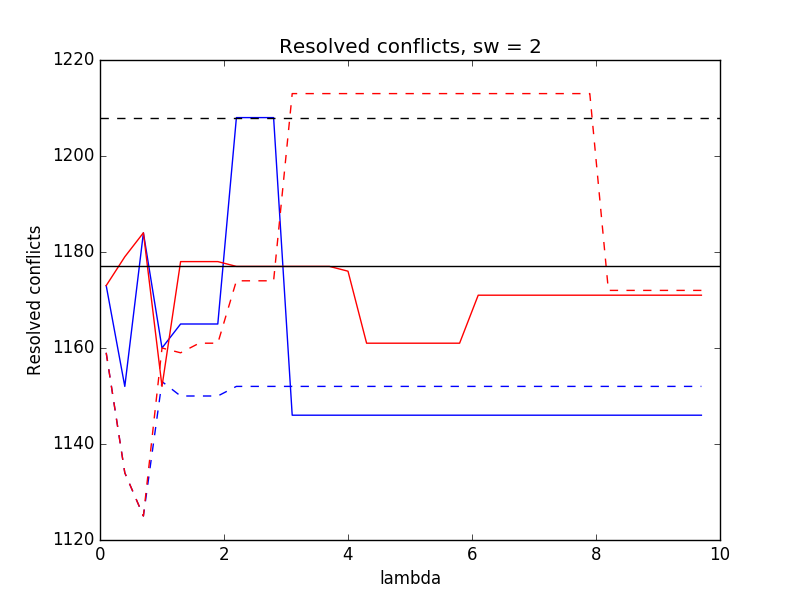 Resolved conflicts, sw = 2
Resolved conflicts
1220
1200
1180
1160
1140
1120
0 2 4 6 8 10
lambda